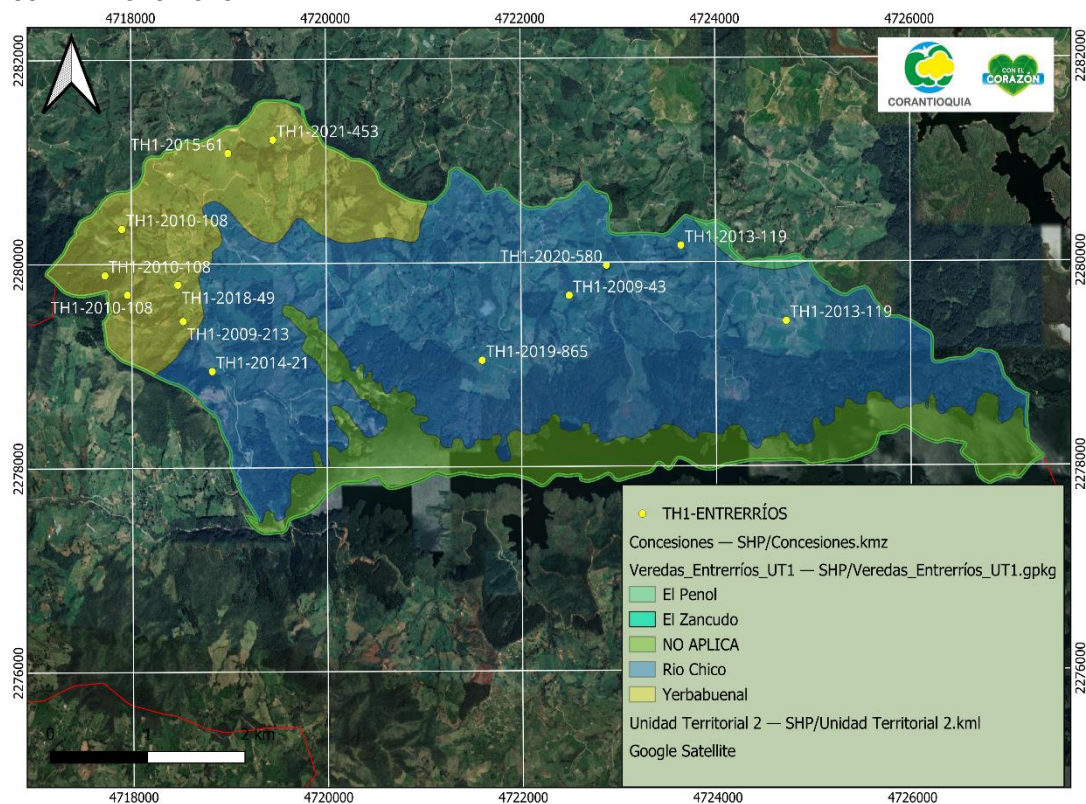 4718000
4720000
4722000
4724000
4726000
2282000
2282000
CORANTIOQUIA
CON EL
CORAZÓN
TH1-2021-453
TH1-2015-61
TH1-2010-108
TH1-2013-119
2280000
2280000
TH1-2020-580
TH1-2010-108
TH1-2009-43
TH1-2010-108
TH1-2018-49
TH1-2013-119
TH1-2009-213
TH1-2019-865
TH1-2014-21
2278000
2278000
TH1-ENTRERRÍOS
Concesiones — SHP/Concesiones.kmz
Veredas_Entrerríos_UT1 — SHP/Veredas_Entrerríos_UT1.gpkg
El Penol
El Zancudo
NO APLICA
Rio Chico
Yerbabuenal
Unidad Territorial 2 — SHP/Unidad Territorial 2.kml
Google Satellite
2276000
2276000
0 1 2 km
4718000
4720000
4722000
4724000
4726000